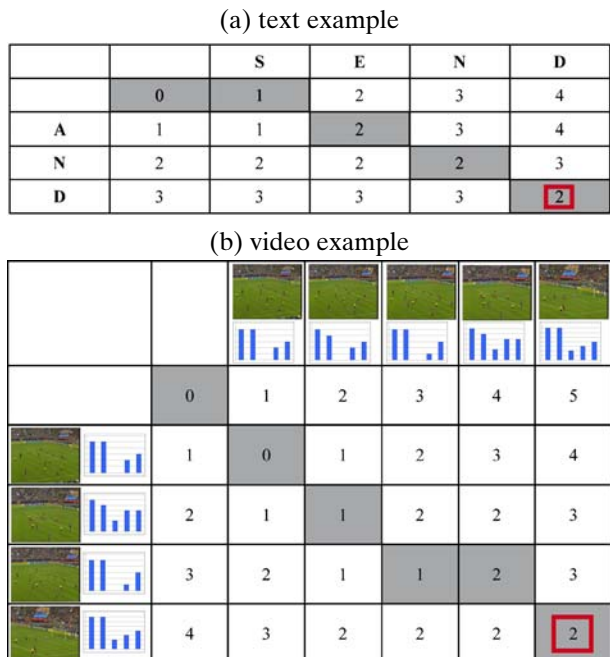 (a) text example
S E N D
0 1 2 3 4
A 1 1 2 3 4
N 2 2 2 2 3
D 3 3 3 3 2
(b) video example
0 1 2 3 4 5
1 0 1 2 3 4
2 1 1 2 2 3
3 2 1 1 2 3
4 3 2 2 2 2